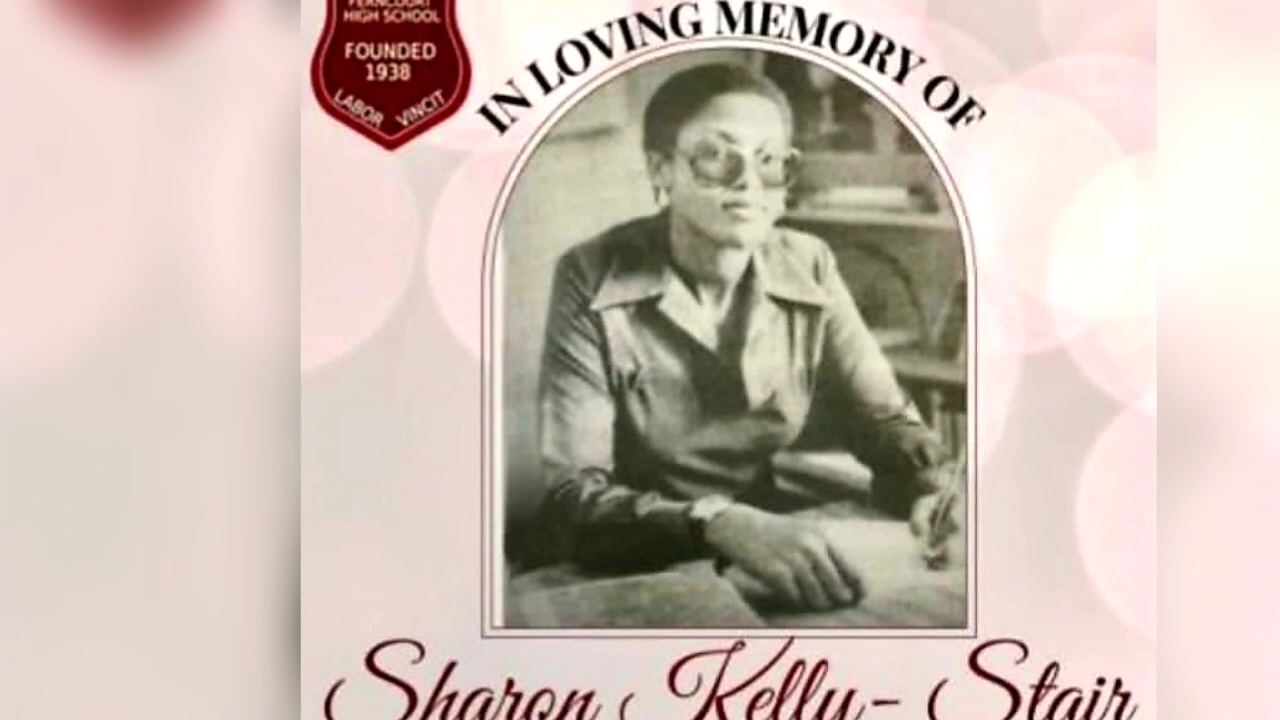 FERNCOURT
HIGH SCHOOL
FOUNDED
1938
LABOR VINCIT
IN LOVING MEMORY OF
Sharon Kelly- Stair